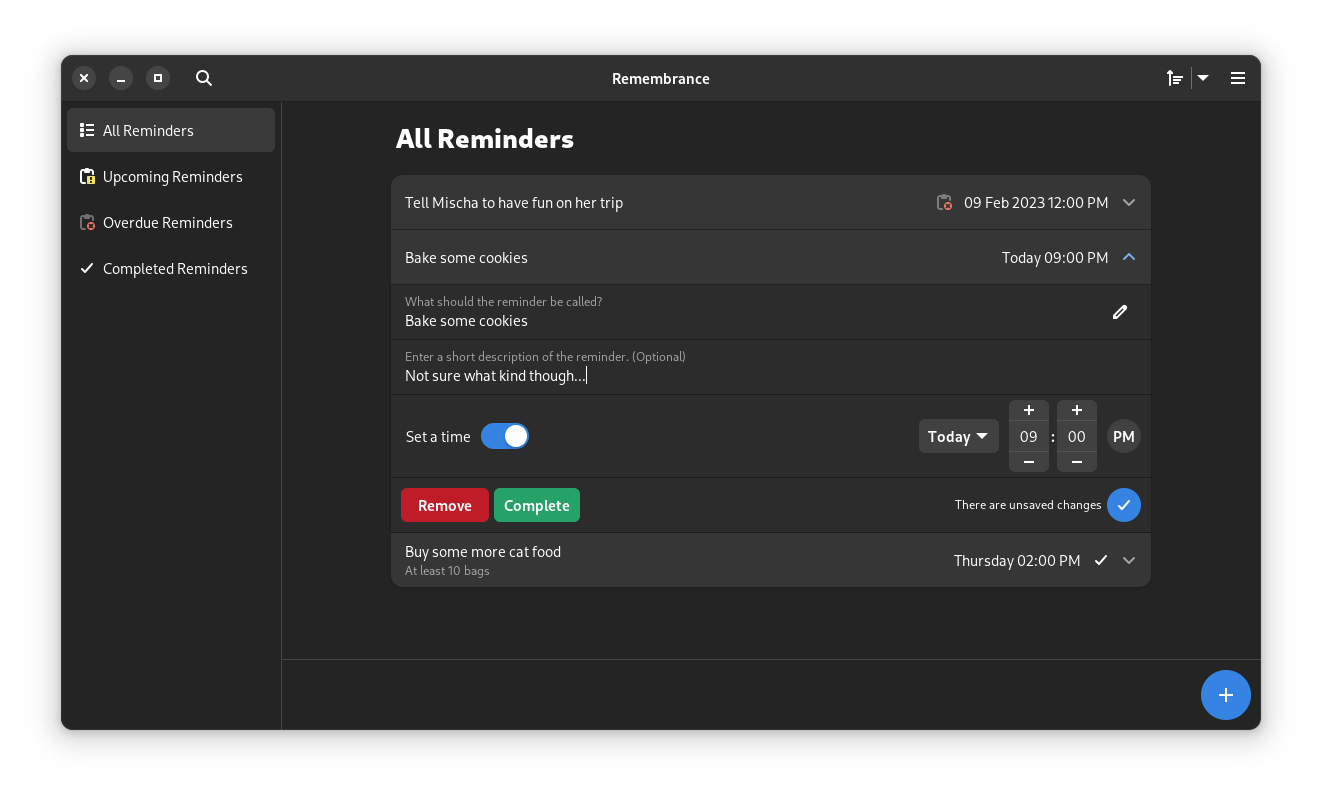 Remembrance
All Reminders
Upcoming Reminders
Overdue Reminders
Completed Reminders
All Reminders
Tell Mischa to have fun on her trip
09 Feb 2023 12:00 PM
Bake some cookies
Today 09:00 PM
What should the reminder be called?
Bake some cookies
Enter a short description of the reminder. (Optional)
Not sure what kind though...
Set a time
Today
09 : 00
PM
Remove
Complete
There are unsaved changes
Buy some more cat food
At least 10 bags
Thursday 02:00 PM